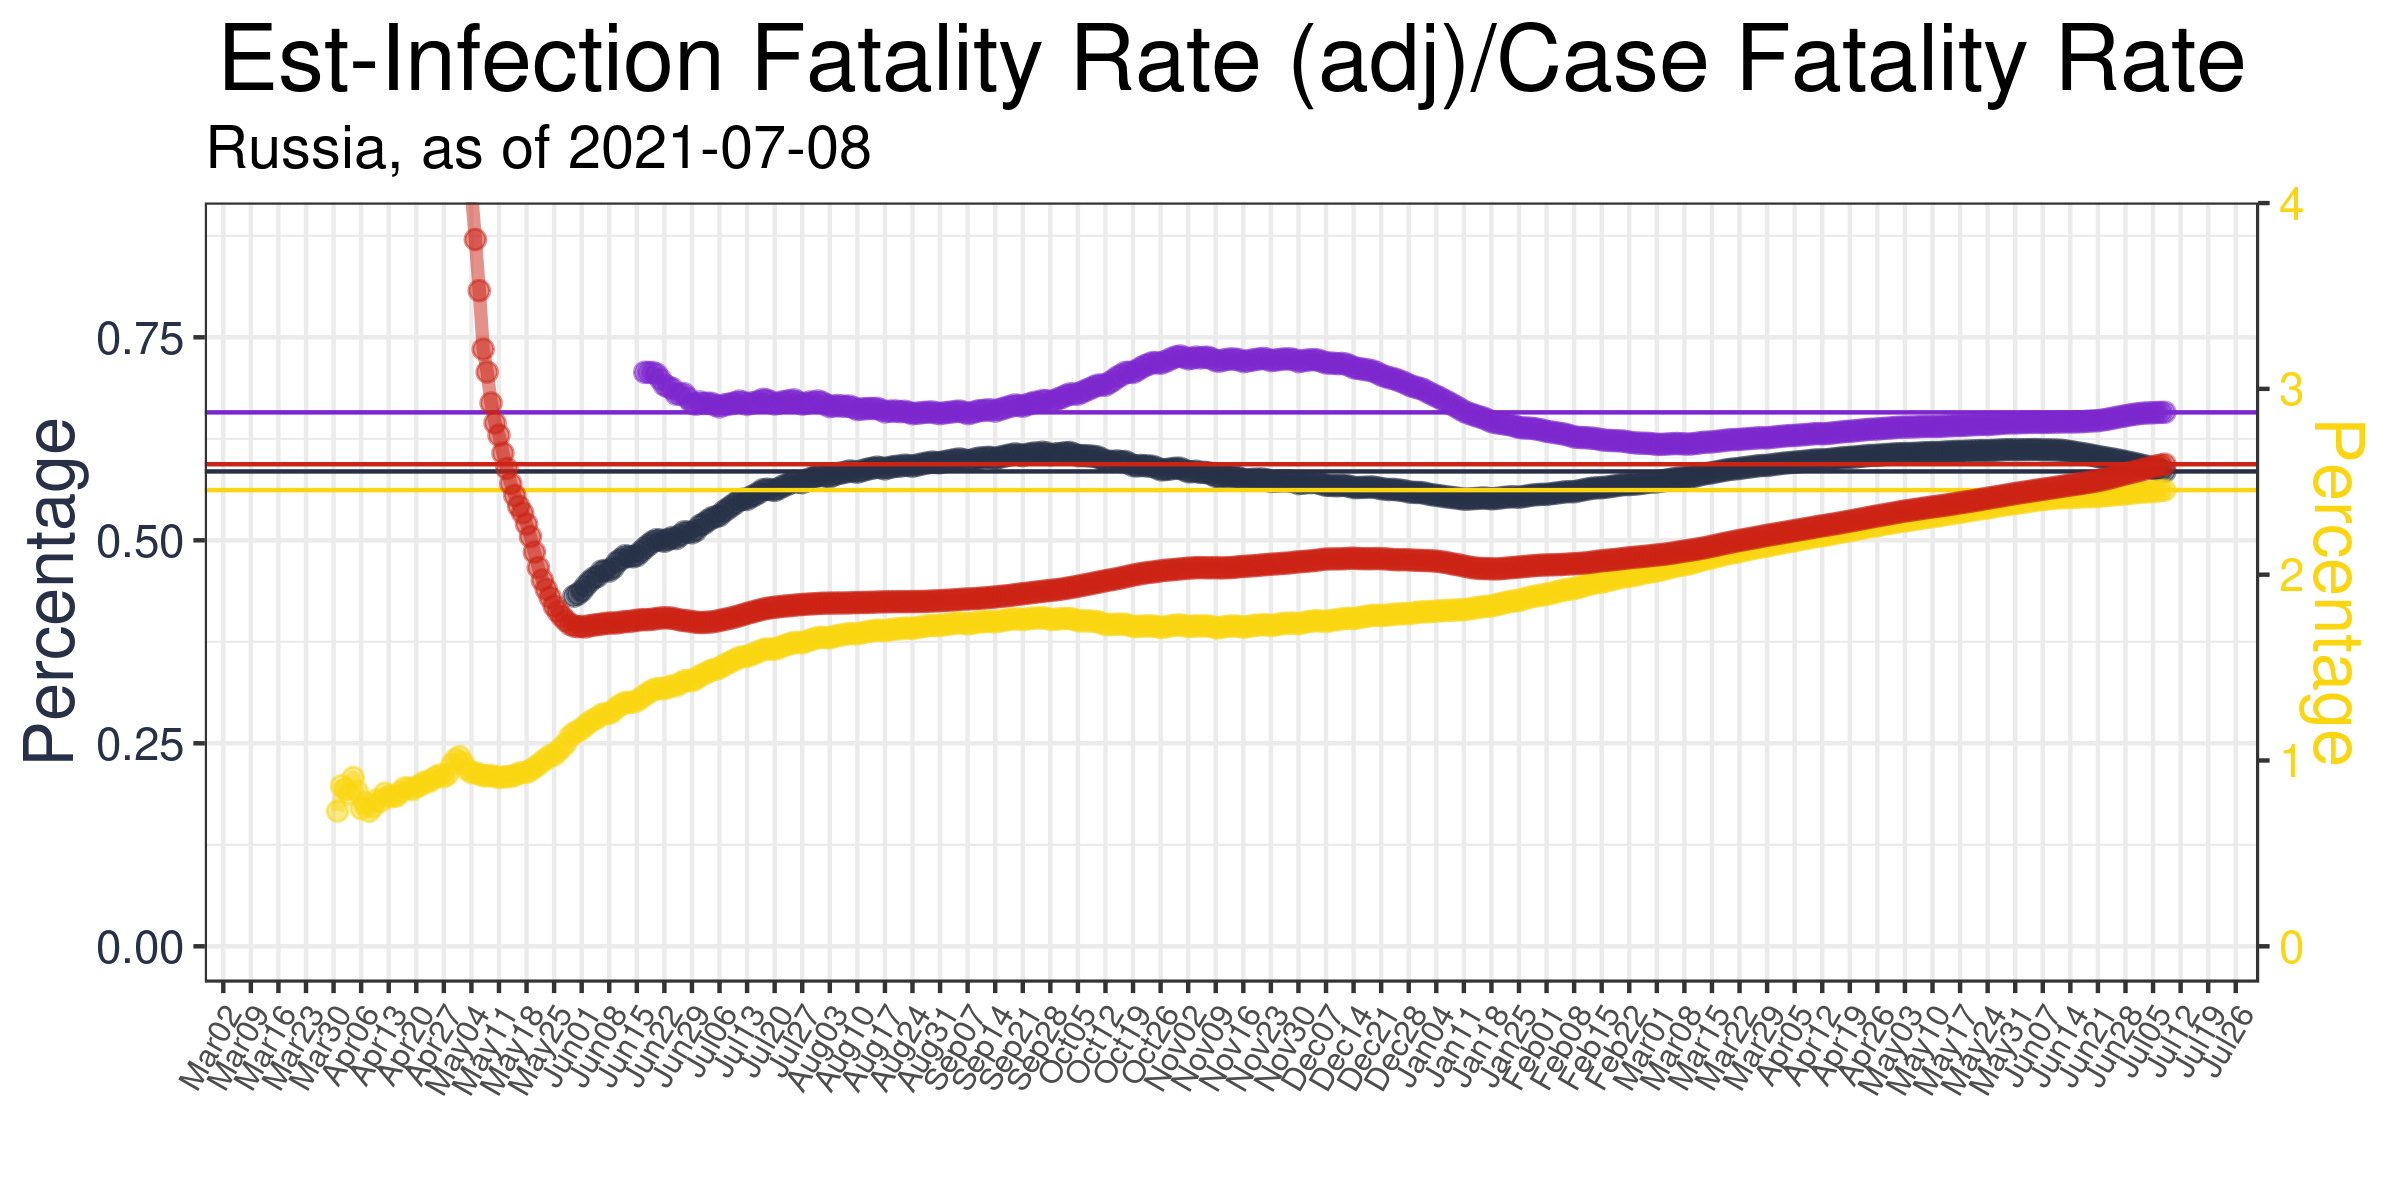 Est-Infection Fatality Rate (adj)/Case Fatality Rate
Russia, as of 2021-07-08
Percentage
0.75
0.50
0.25
0.00
4
3
2
1
0
Percentage
Mar02
Mar09
Mar16
Mar23
Mar30
Apr06
Apr13
Apr20
Apr27
May04
May11
May18
May25
Jun01
Jun08
Jun15
Jun22
Jun29
Jul06
Jul13
Jul20
Jul27
Aug03
Aug10
Aug17
Aug24
Aug31
Sep07
Sep14
Sep21
Sep28
Oct05
Oct12
Oct19
Oct26
Nov02
Nov09
Nov16
Nov23
Nov30
Dec07
Dec14
Dec21
Dec28
Jan04
Jan11
Jan18
Jan25
Feb01
Feb08
Feb15
Feb22
Mar01
Mar08
Mar15
Mar22
Mar29
Apr05
Apr12
Apr19
Apr26
May03
May10
May17
May24
May31
Jun07
Jun14
Jun21
Jun28
Jul05
Jul12
Jul19
Jul26